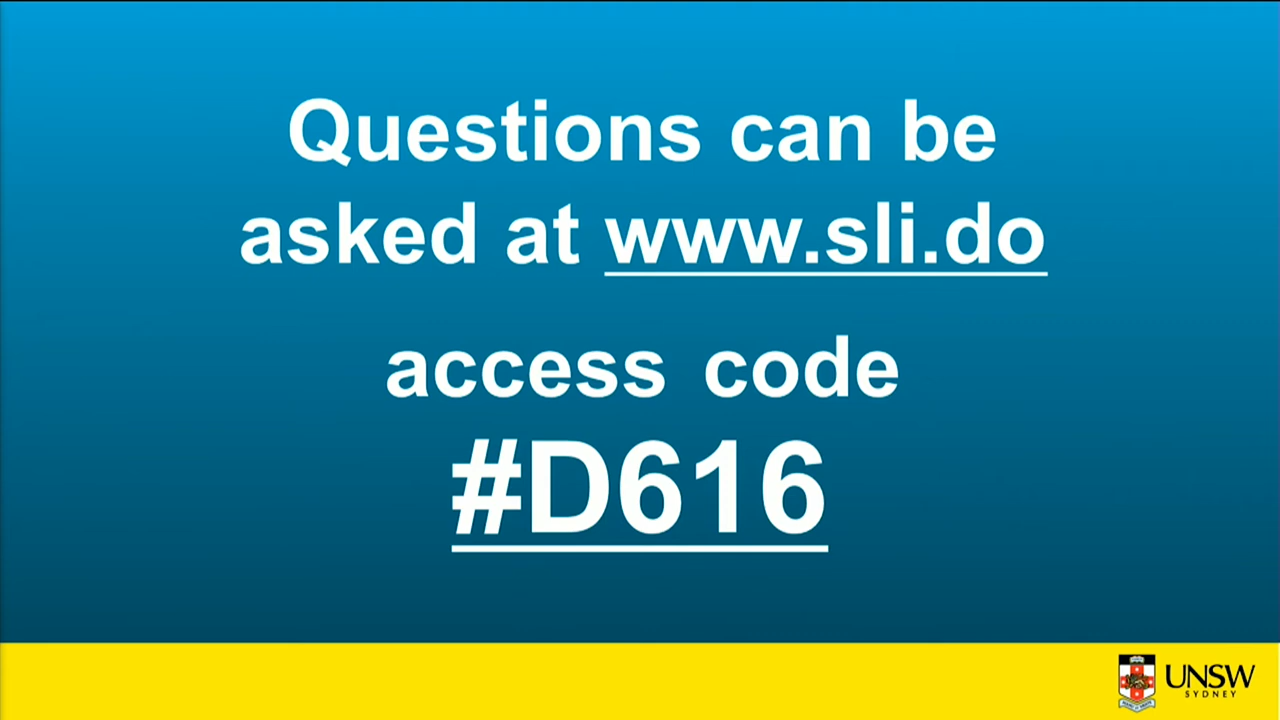 Questions can be
asked at www.sli.do
access code
#D616
UNSW
SYDNEY